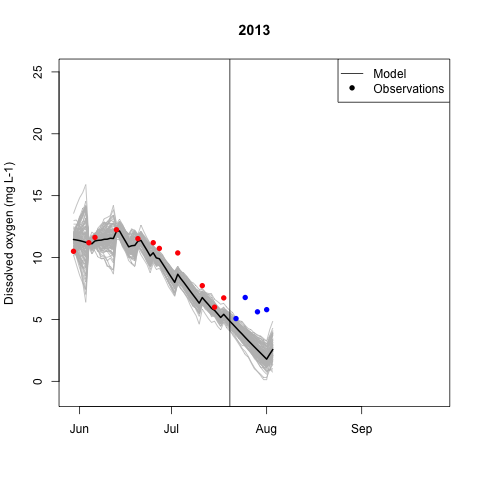 2013
Model
Observations
Dissolved oxygen (mg L-1)
25
20
15
10
5
0
Jun
Jul
Aug
Sep